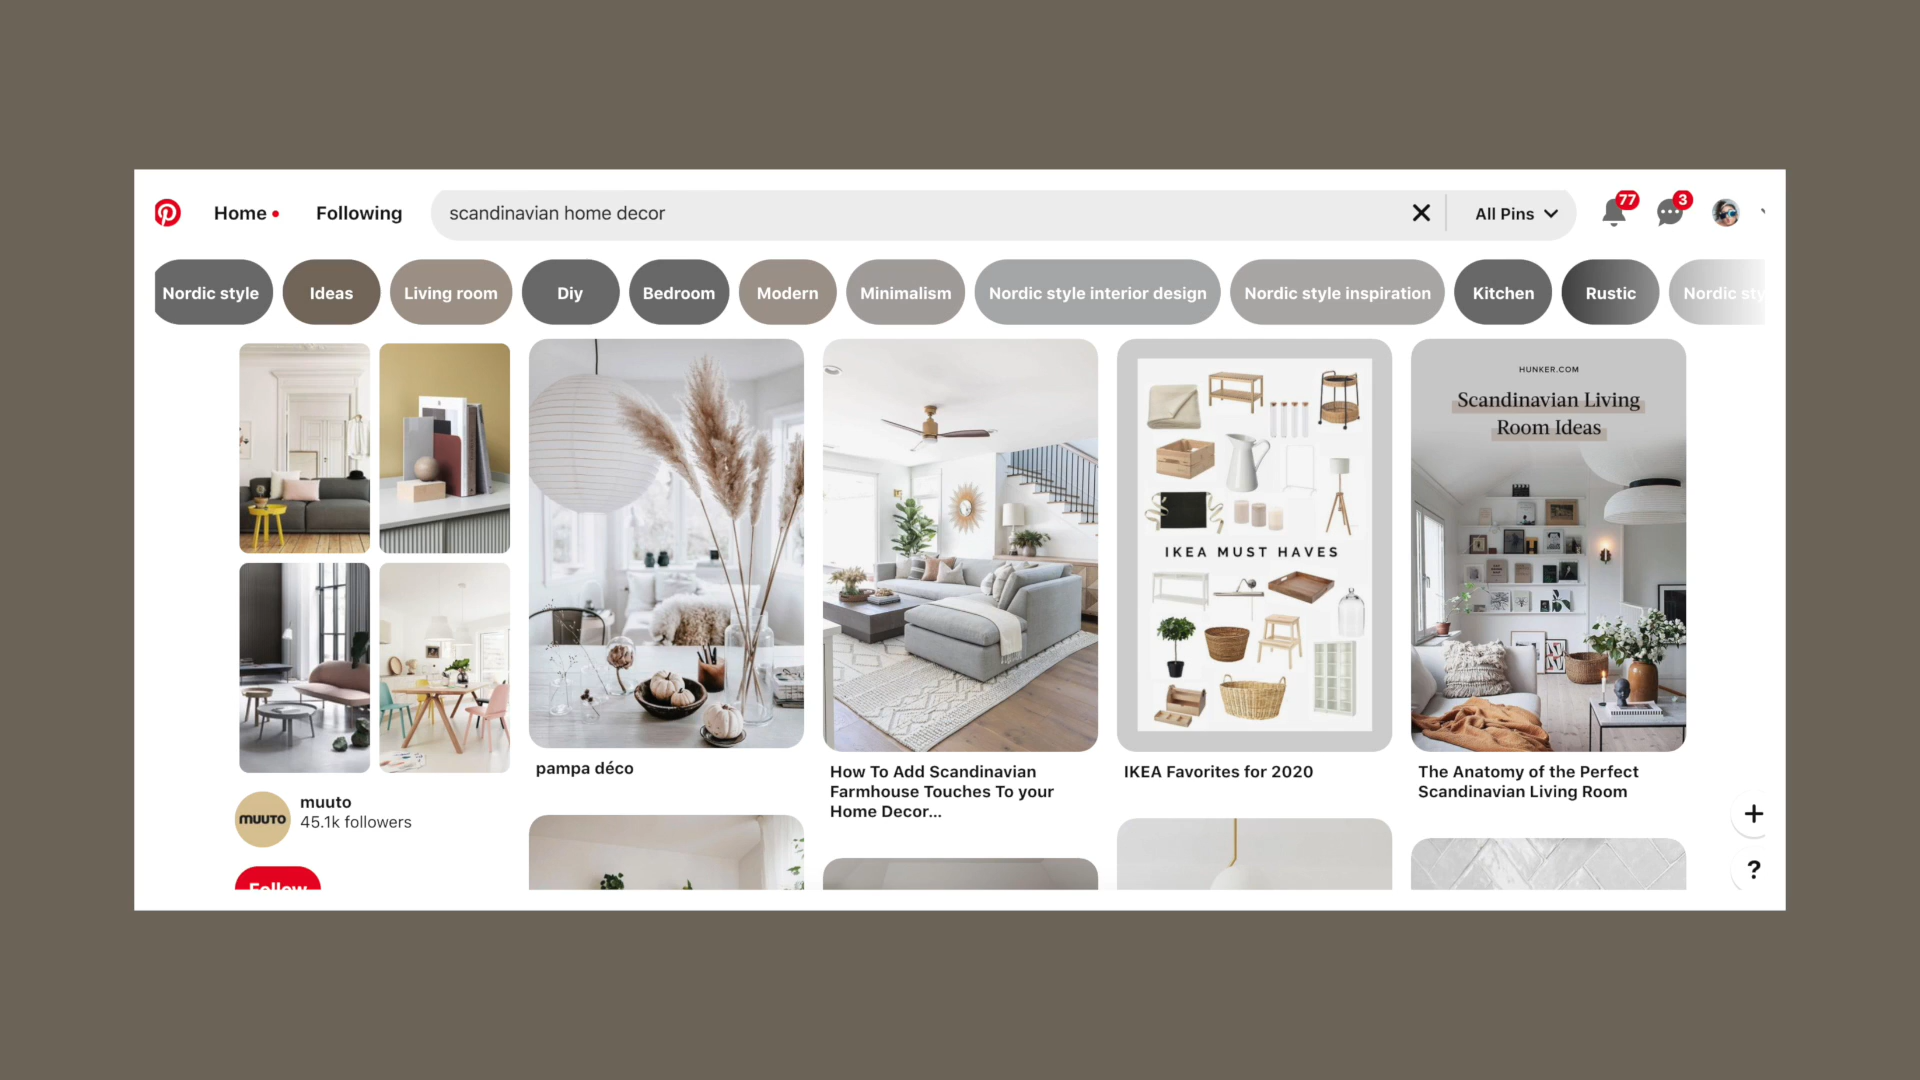 Home
Following
scandinavian home decor
All Pins
77
3
Nordic style
Ideas
Living room
Diy
Bedroom
Modern
Minimalism
Nordic style interior design
Nordic style inspiration
Kitchen
Rustic
Nordic sty
HUNKER.COM
Scandinavian Living
Room Ideas
IKEA MUST HAVES
pampa déco
How To Add Scandinavian
Farmhouse Touches To your
Home Decor...
IKEA Favorites for 2020
The Anatomy of the Perfect
Scandinavian Living Room
muuto
muuto
45.1k followers
Follow
+
?